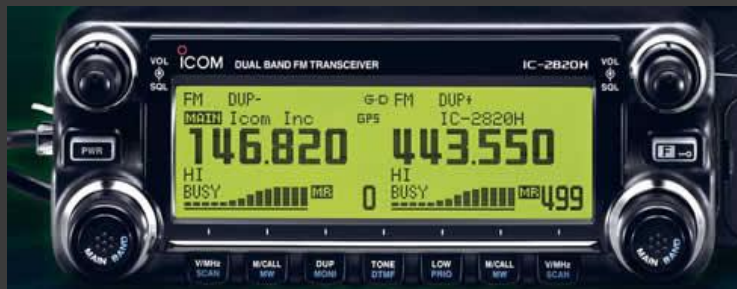 VOL
SQL
ICOM DUAL BAND FM TRANSCEIVER IC-2820H
VOL
SQL
FM DUP- G-D FM DUP+
MAIN Icom Inc GPS IC-2820H
146.820 443.550
HI HI
BUSY MR 0 BUSY MR 499
PWR
F
MAIN BAND
MAIN BAND
V/MHz M/CALL DUP TONE LOW M/CALL V/MHz
SCAN MW MONI DTMF PRIO MW SCAN